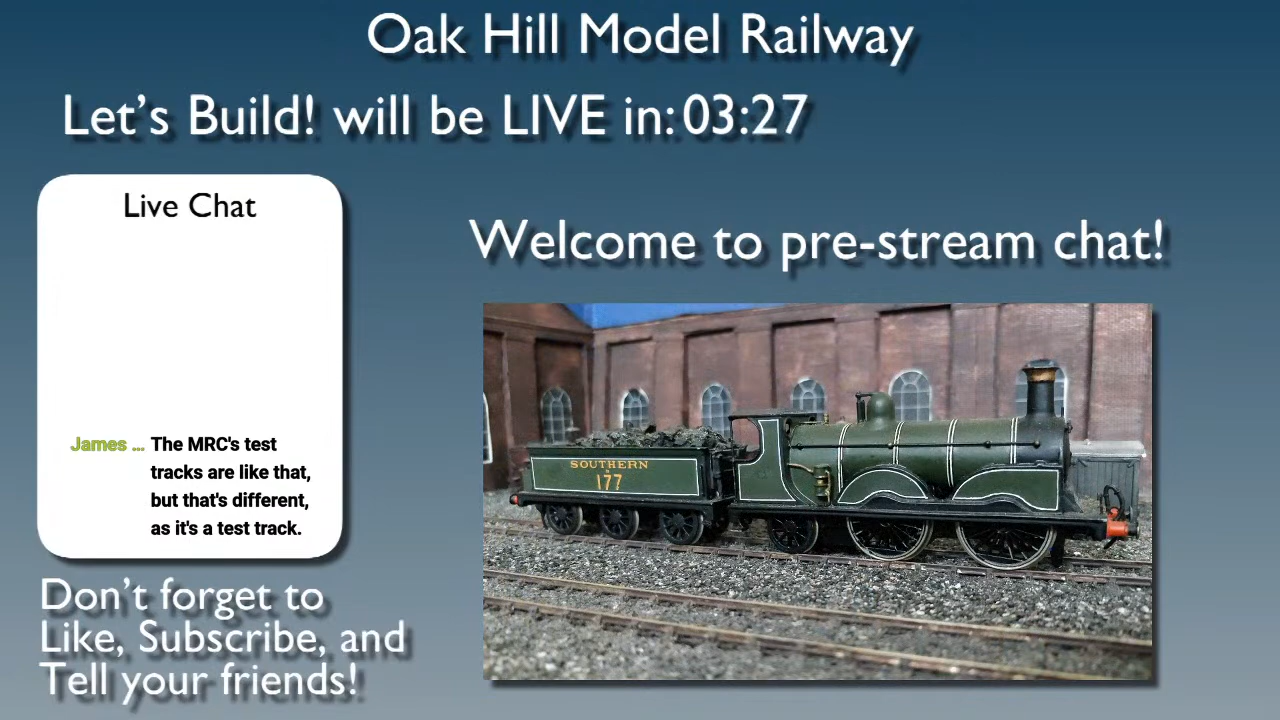 Oak Hill Model Railway
Let's Build! will be LIVE in: 03:27
Live Chat
Welcome to pre-stream chat!
James ... The MRC's test
tracks are like that,
but that's different,
as it's a test track.
SOUTHERN
177
Don't forget to
Like, Subscribe, and
Tell your friends!